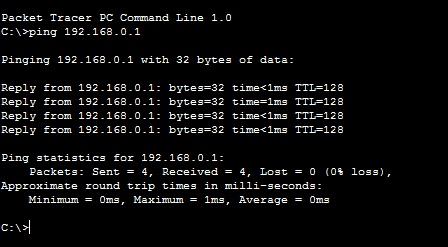 Packet Tracer PC Command Line 1.0
C:\>ping 192.168.0.1
Pinging 192.168.0.1 with 32 bytes of data:
Reply from 192.168.0.1: bytes=32 time<1ms TTL=128
Reply from 192.168.0.1: bytes=32 time<1ms TTL=128
Reply from 192.168.0.1: bytes=32 time<1ms TTL=128
Reply from 192.168.0.1: bytes=32 time<1ms TTL=128
Ping statistics for 192.168.0.1:
    Packets: Sent = 4, Received = 4, Lost = 0 (0% loss),
Approximate round trip times in milli-seconds:
    Minimum = 0ms, Maximum = 1ms, Average = 0ms
C:\>